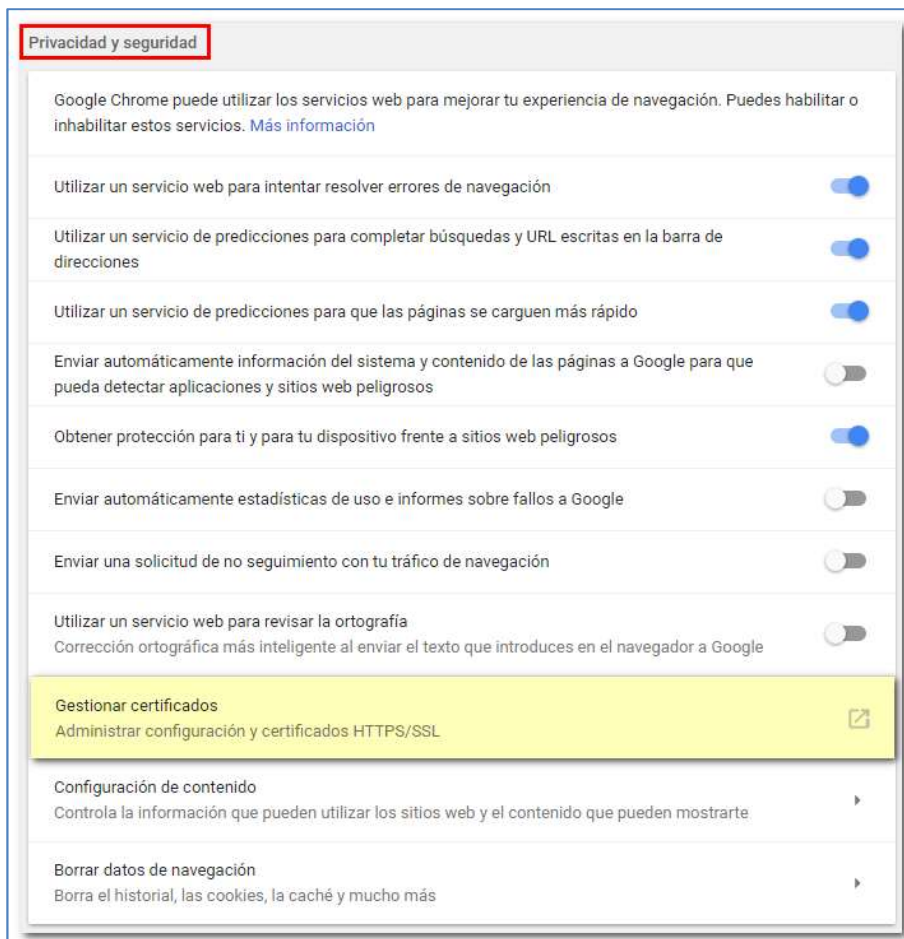 Privacidad y seguridad
Google Chrome puede utilizar los servicios web para mejorar tu experiencia de navegación. Puedes habilitar o
inhabilitar estos servicios. Más información
Utilizar un servicio web para intentar resolver errores de navegación
Utilizar un servicio de predicciones para completar búsquedas y URL escritas en la barra de
direcciones
Utilizar un servicio de predicciones para que las páginas se carguen más rápido
Enviar automáticamente información del sistema y contenido de las páginas a Google para que
pueda detectar aplicaciones y sitios web peligrosos
Obtener protección para ti y para tu dispositivo frente a sitios web peligrosos
Enviar automáticamente estadísticas de uso e informes sobre fallos a Google
Enviar una solicitud de no seguimiento con tu tráfico de navegación
Utilizar un servicio web para revisar la ortografía
Corrección ortográfica más inteligente al enviar el texto que introduces en el navegador a Google
Gestionar certificados
Administrar configuración y certificados HTTPS/SSL
Configuración de contenido
Controla la información que pueden utilizar los sitios web y el contenido que pueden mostrarte
Borrar datos de navegación
Borra el historial, las cookies, la caché y mucho más